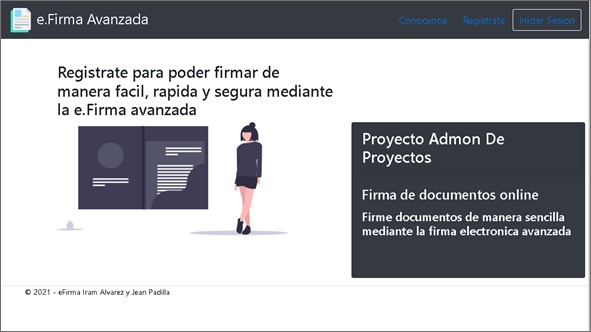 e.Firma Avanzada
Conocenos
Registrate
Iniciar Sesion
Registrate para poder firmar de
manera facil, rapida y segura mediante
la e.Firma avanzada
Proyecto Admon De
Proyectos
Firma de documentos online
Firme documentos de manera sencilla
mediante la firma electronica avanzada
© 2021 - eFirma Iram Alvarez y Jean Padilla